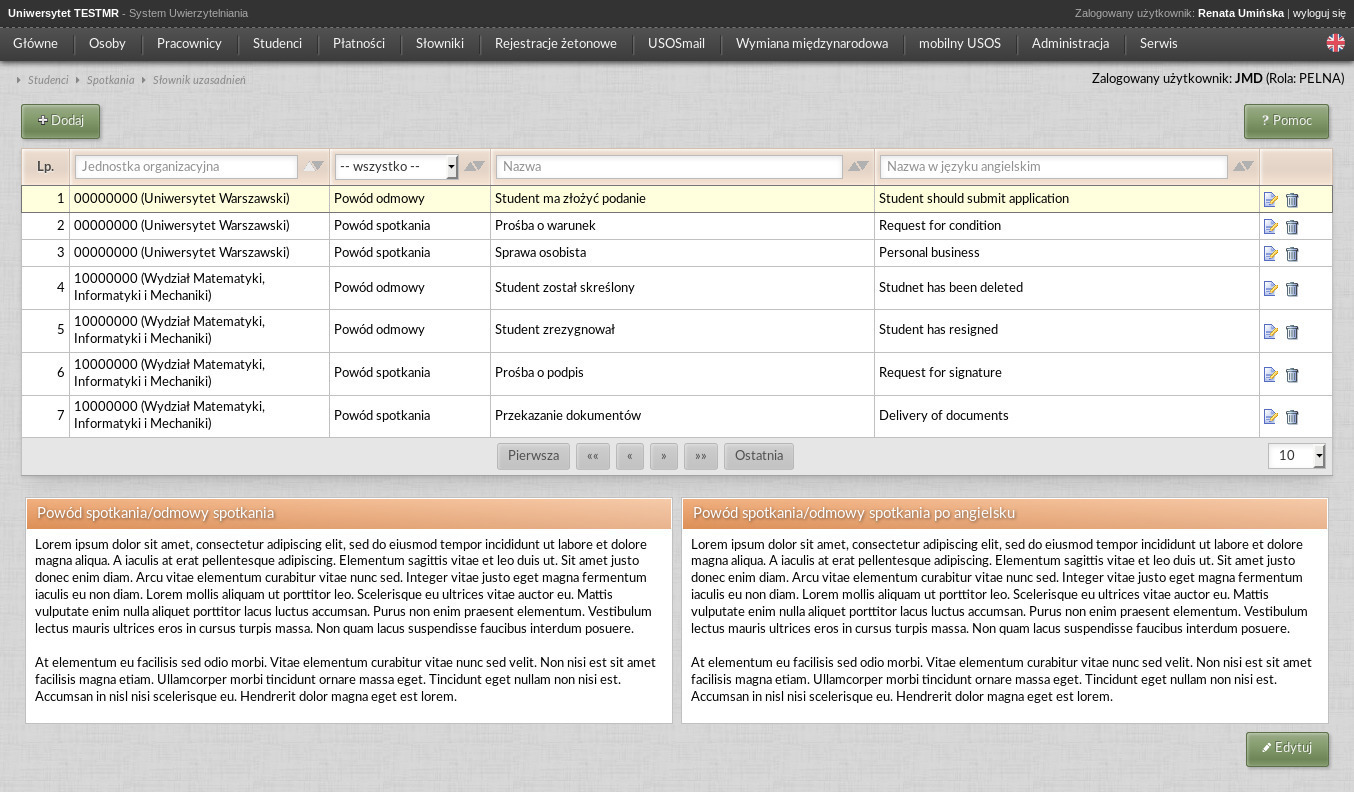 Uniwersytet TESTMR - System Uwierzytelniania
Zalogowany użytkownik: Renata Umińska | wyloguj się
Główne Osoby Pracownicy Studenci Płatności Słowniki Rejestracje żetonowe USOSmail Wymiana międzynarodowa mobilny USOS Administracja Serwis
Studenci Spotkania Słownik uzasadnień
Zalogowany użytkownik: JMD (Rola: PELNA)
Dodaj
? Pomoc
Lp. Jednostka organizacyjna -- wszystko -- Nazwa Nazwa w języku angielskim
1 00000000 (Uniwersytet Warszawski) Powód odmowy Student ma złożyć podanie Student should submit application
2 00000000 (Uniwersytet Warszawski) Powód spotkania Prośba o warunek Request for condition
3 00000000 (Uniwersytet Warszawski) Powód spotkania Sprawa osobista Personal business
4 10000000 (Wydział Matematyki, Informatyki i Mechaniki) Powód odmowy Student został skreślony Studnet has been deleted
5 10000000 (Wydział Matematyki, Informatyki i Mechaniki) Powód odmowy Student zrezygnował Student has resigned
6 10000000 (Wydział Matematyki, Informatyki i Mechaniki) Powód spotkania Prośba o podpis Request for signature
7 10000000 (Wydział Matematyki, Informatyki i Mechaniki) Powód spotkania Przekazanie dokumentów Delivery of documents
Pierwsza «« « » »» Ostatnia 10
Powód spotkania/odmowy spotkania
Lorem ipsum dolor sit amet, consectetur adipiscing elit, sed do eiusmod tempor incididunt ut labore et dolore
magna aliqua. A iaculis at erat pellentesque adipiscing. Elementum sagittis vitae et leo duis ut. Sit amet justo
donec enim diam. Arcu vitae elementum curabitur vitae nunc sed. Integer vitae justo eget magna fermentum
iaculis eu non diam. Lorem mollis aliquam ut porttitor leo. Scelerisque eu ultrices vitae auctor eu. Mattis
vulputate enim nulla aliquet porttitor lacus luctus accumsan. Purus non enim praesent elementum. Vestibulum
lectus mauris ultrices eros in cursus turpis massa. Non quam lacus suspendisse faucibus interdum posuere.
At elementum eu facilisis sed odio morbi. Vitae elementum curabitur vitae nunc sed velit. Non nisi est sit amet
facilisis magna etiam. Ullamcorper morbi tincidunt ornare massa eget. Tincidunt eget nullam non nisi est.
Accumsan in nisl nisi scelerisque eu. Hendrerit dolor magna eget est lorem.
Powód spotkania/odmowy spotkania po angielsku
Lorem ipsum dolor sit amet, consectetur adipiscing elit, sed do eiusmod tempor incididunt ut labore et dolore
magna aliqua. A iaculis at erat pellentesque adipiscing. Elementum sagittis vitae et leo duis ut. Sit amet justo
donec enim diam. Arcu vitae elementum curabitur vitae nunc sed. Integer vitae justo eget magna fermentum
iaculis eu non diam. Lorem mollis aliquam ut porttitor leo. Scelerisque eu ultrices vitae auctor eu. Mattis
vulputate enim nulla aliquet porttitor lacus luctus accumsan. Purus non enim praesent elementum. Vestibulum
lectus mauris ultrices eros in cursus turpis massa. Non quam lacus suspendisse faucibus interdum posuere.
At elementum eu facilisis sed odio morbi. Vitae elementum curabitur vitae nunc sed velit. Non nisi est sit amet
facilisis magna etiam. Ullamcorper morbi tincidunt ornare massa eget. Tincidunt eget nullam non nisi est.
Accumsan in nisl nisi scelerisque eu. Hendrerit dolor magna eget est lorem.
Edytuj